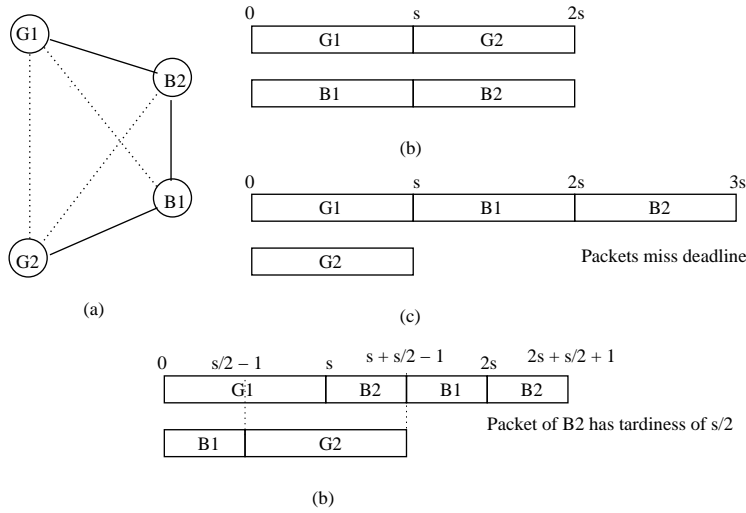 G1
B2
B1
G2
(a)
0 s 2s
G1 G2
B1 B2
(b)
0 s 2s 3s
G1 B1 B2
G2
Packets miss deadline
(c)
0 s/2 − 1 s s + s/2 − 1 2s 2s + s/2 + 1
G1 B2 B1 B2
B1 G2
Packet of B2 has tardiness of s/2
(b)